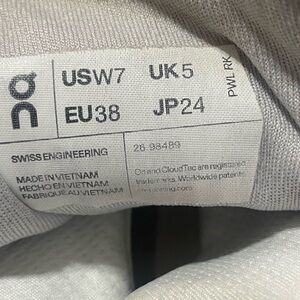 on
USW7 UK5
EU38 JP24
PWL RK
SWISS ENGINEERING
26 98489
MADE IN VIETNAM
HECHO EN VIETNAM
FABRIQUÉ AU VIETNAM
On and CloudTec are registered
trademarks. Worldwide patents